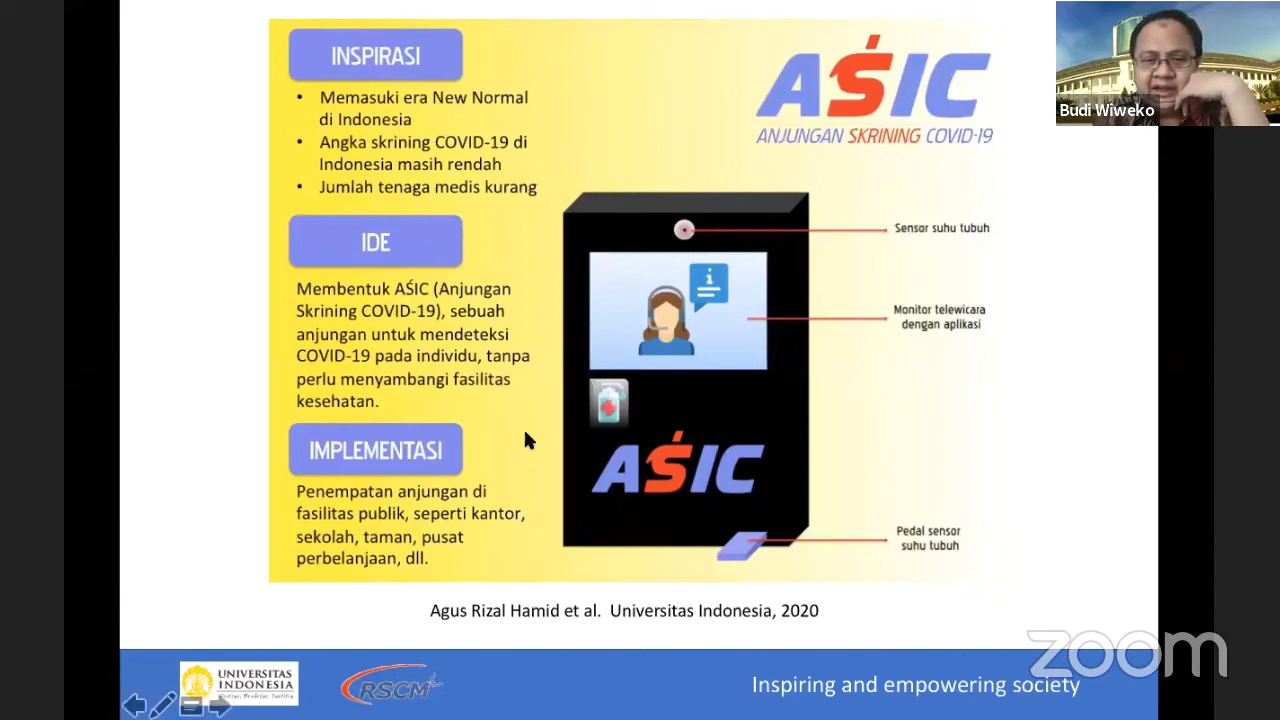 INSPIRASI
• Memasuki era New Normal
di Indonesia
• Angka skrining COVID-19 di
Indonesia masih rendah
• Jumlah tenaga medis kurang
IDE
Membentuk AŚIC (Anjungan
Skrining COVID-19), sebuah
anjungan untuk mendeteksi
COVID-19 pada individu, tanpa
perlu menyambangi fasilitas
kesehatan.
IMPLEMENTASI
Penempatan anjungan di
fasilitas publik, seperti kantor,
sekolah, taman, pusat
perbelanjaan, dll.
AŚIC
ANJUNGAN SKRINING COVID-19
Sensor suhu tubuh
i
Monitor telewicara
dengan aplikasi
AŚIC
Pedal sensor
suhu tubuh
Agus Rizal Hamid et al. Universitas Indonesia, 2020
UNIVERSITAS
INDONESIA
RSCM
Inspiring and empowering society
Budi Wiweko
zoom